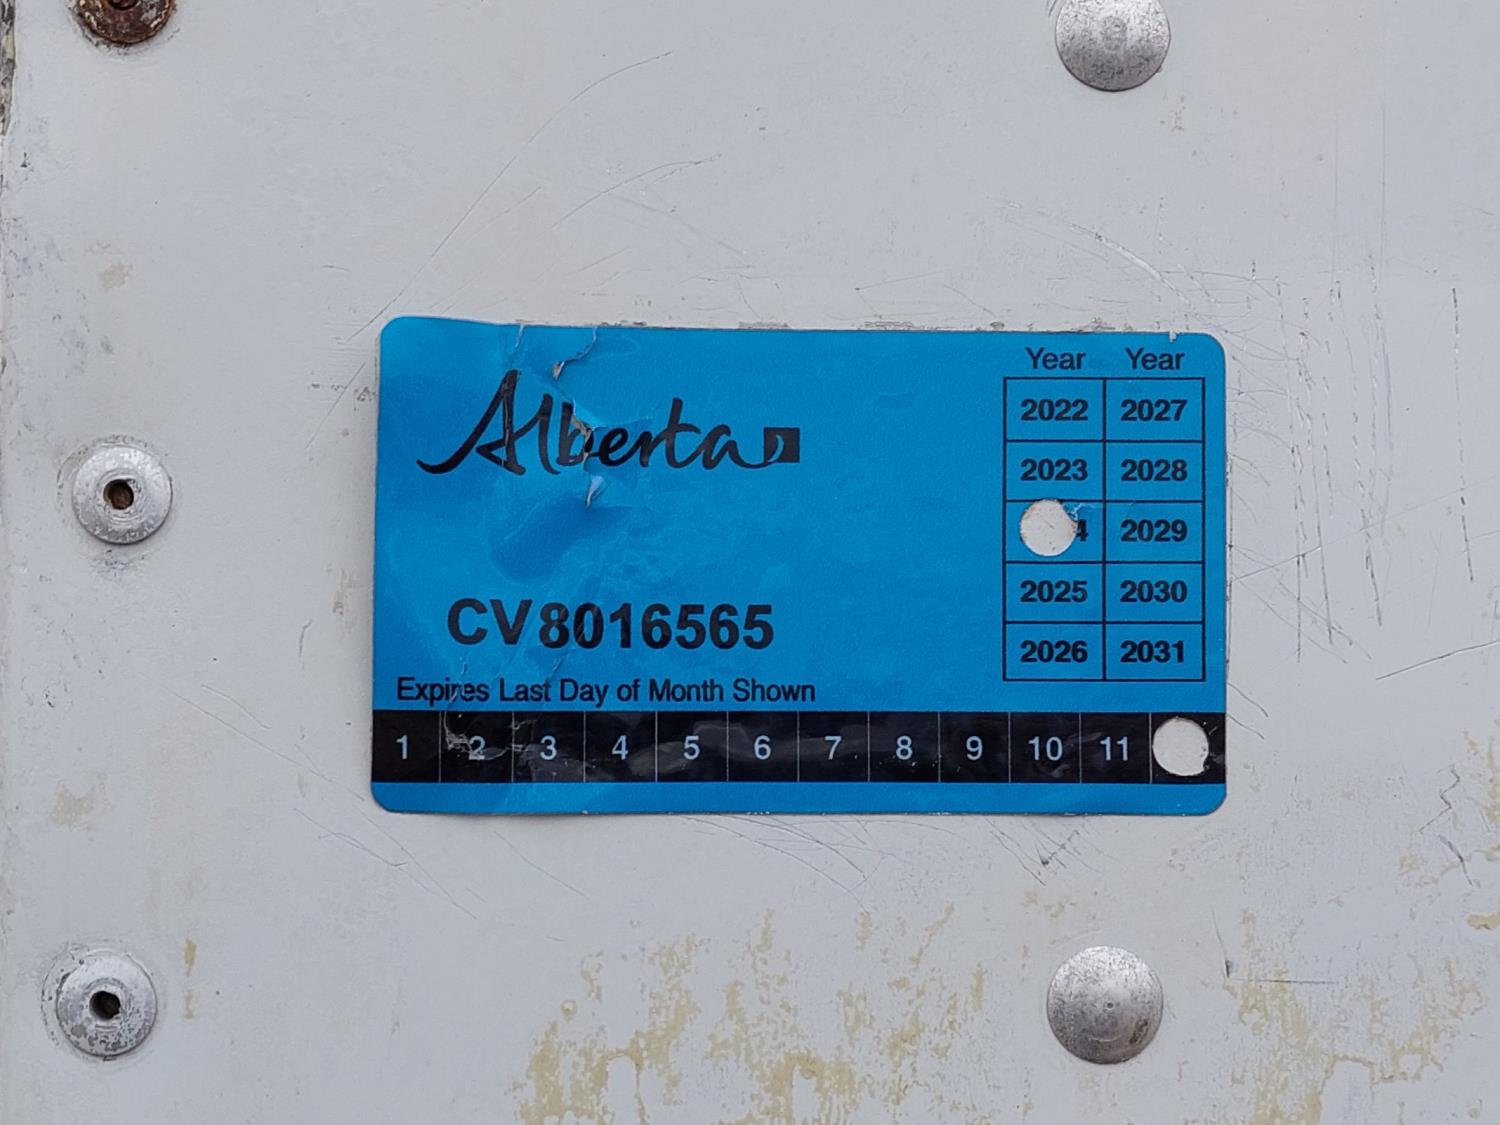 Alberta
Year Year
2022 2027
2023 2028
4 2029
2025 2030
2026 2031
CV8016565
Expires Last Day of Month Shown
1 2 3 4 5 6 7 8 9 10 11